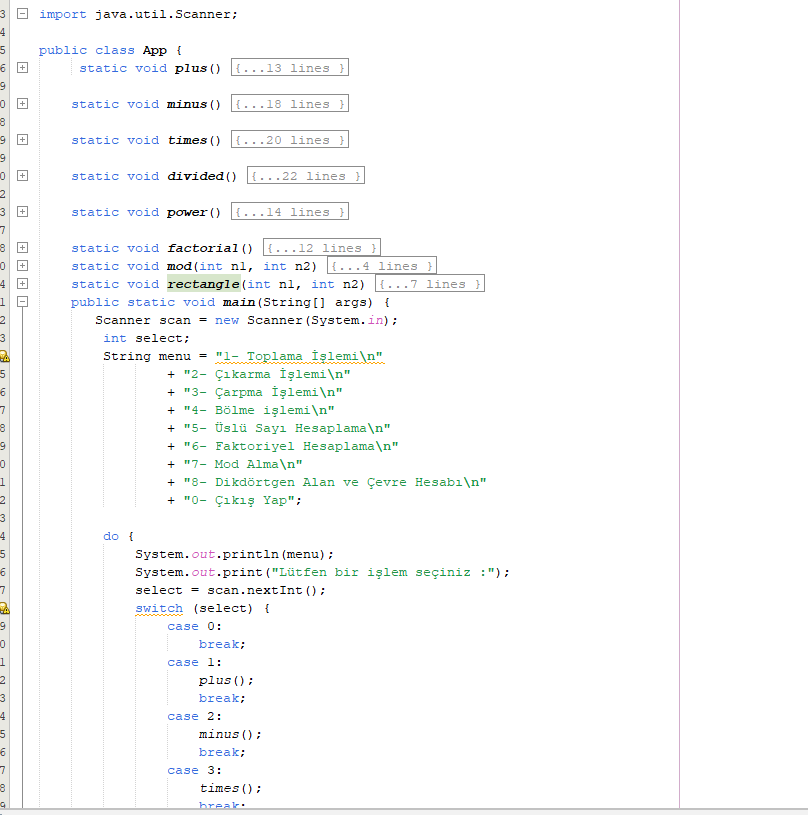 3 import java.util.Scanner;
4
5 public class App {
6 static void plus() {...13 lines }
9
0 static void minus() {...18 lines }
8
9 static void times() {...20 lines }
9
0 static void divided() {...22 lines }
2
3 static void power() {...14 lines }
7
8 static void factorial() {...12 lines }
0 static void mod(int n1, int n2) {...4 lines }
4 static void rectangle(int n1, int n2) {...7 lines }
1 public static void main(String[] args) {
2 Scanner scan = new Scanner(System.in);
3 int select;
String menu = "1- Toplama İşlemi\n"
5 + "2- Çıkarma İşlemi\n"
6 + "3- Çarpma İşlemi\n"
7 + "4- Bölme işlemi\n"
8 + "5- Üslü Sayı Hesaplama\n"
9 + "6- Faktoriyel Hesaplama\n"
0 + "7- Mod Alma\n"
1 + "8- Dikdörtgen Alan ve Çevre Hesabı\n"
2 + "0- Çıkış Yap";
3
4 do {
5 System.out.println(menu);
6 System.out.print("Lütfen bir işlem seçiniz :");
7 select = scan.nextInt();
switch (select) {
9 case 0:
0 break;
1 case 1:
2 plus();
3 break;
4 case 2:
5 minus();
6 break;
7 case 3:
8 times();
9 break;